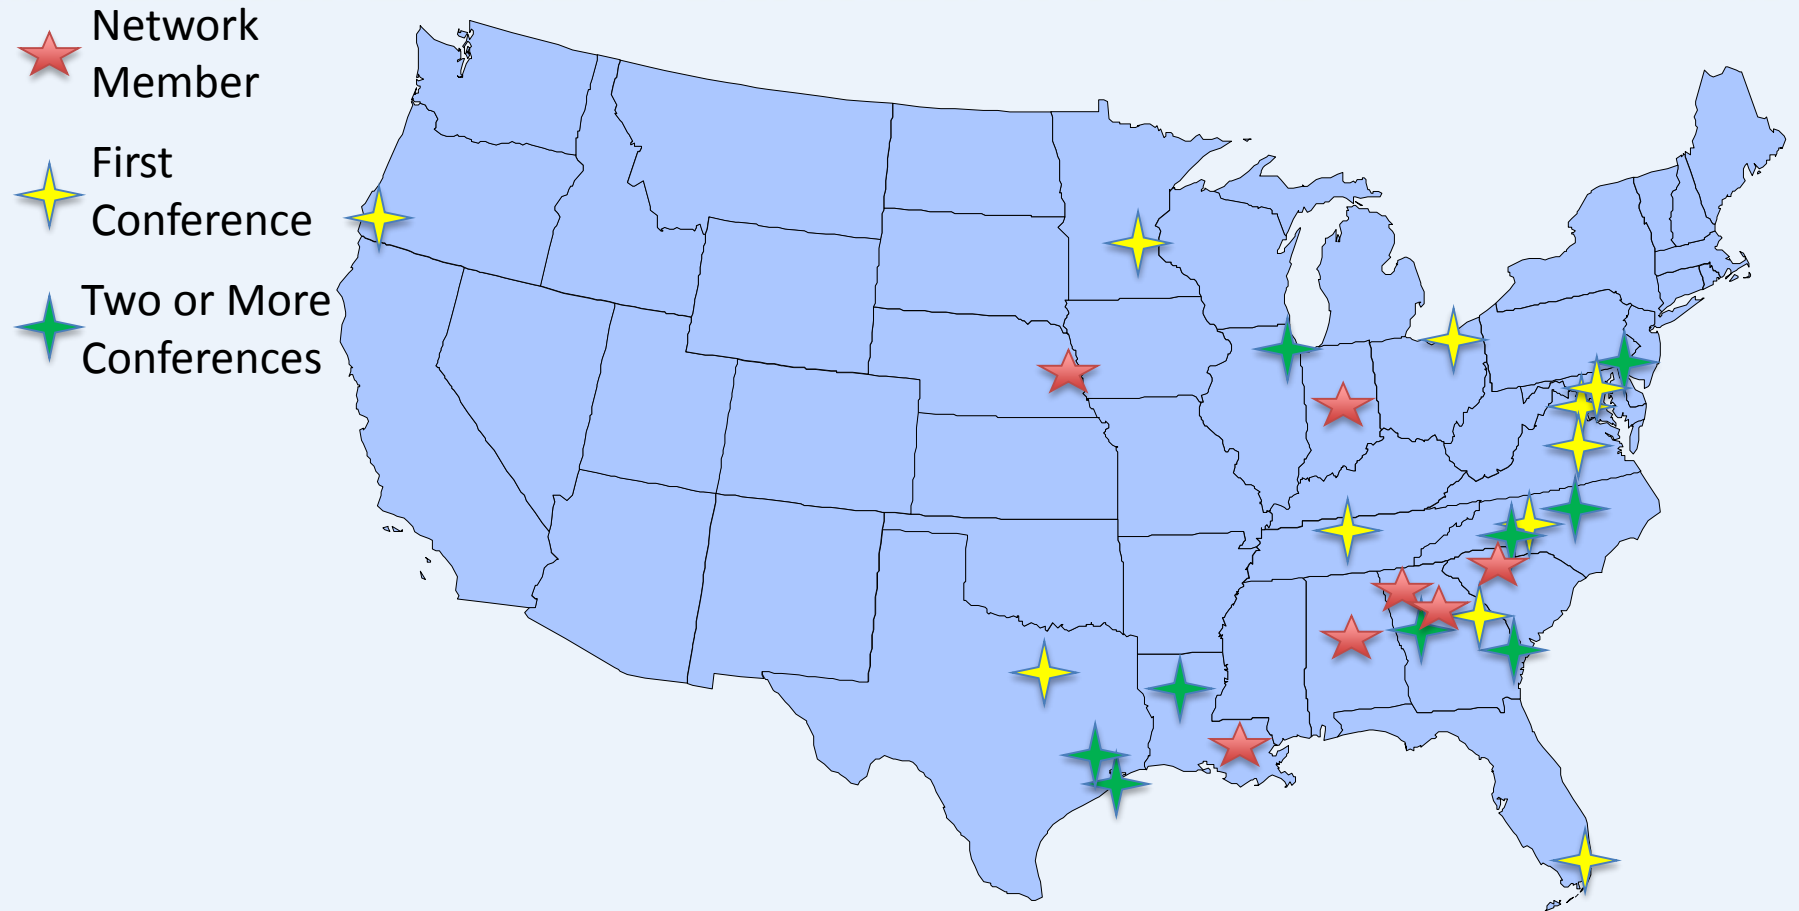 Network
Member
First
Conference
Two or More
Conferences